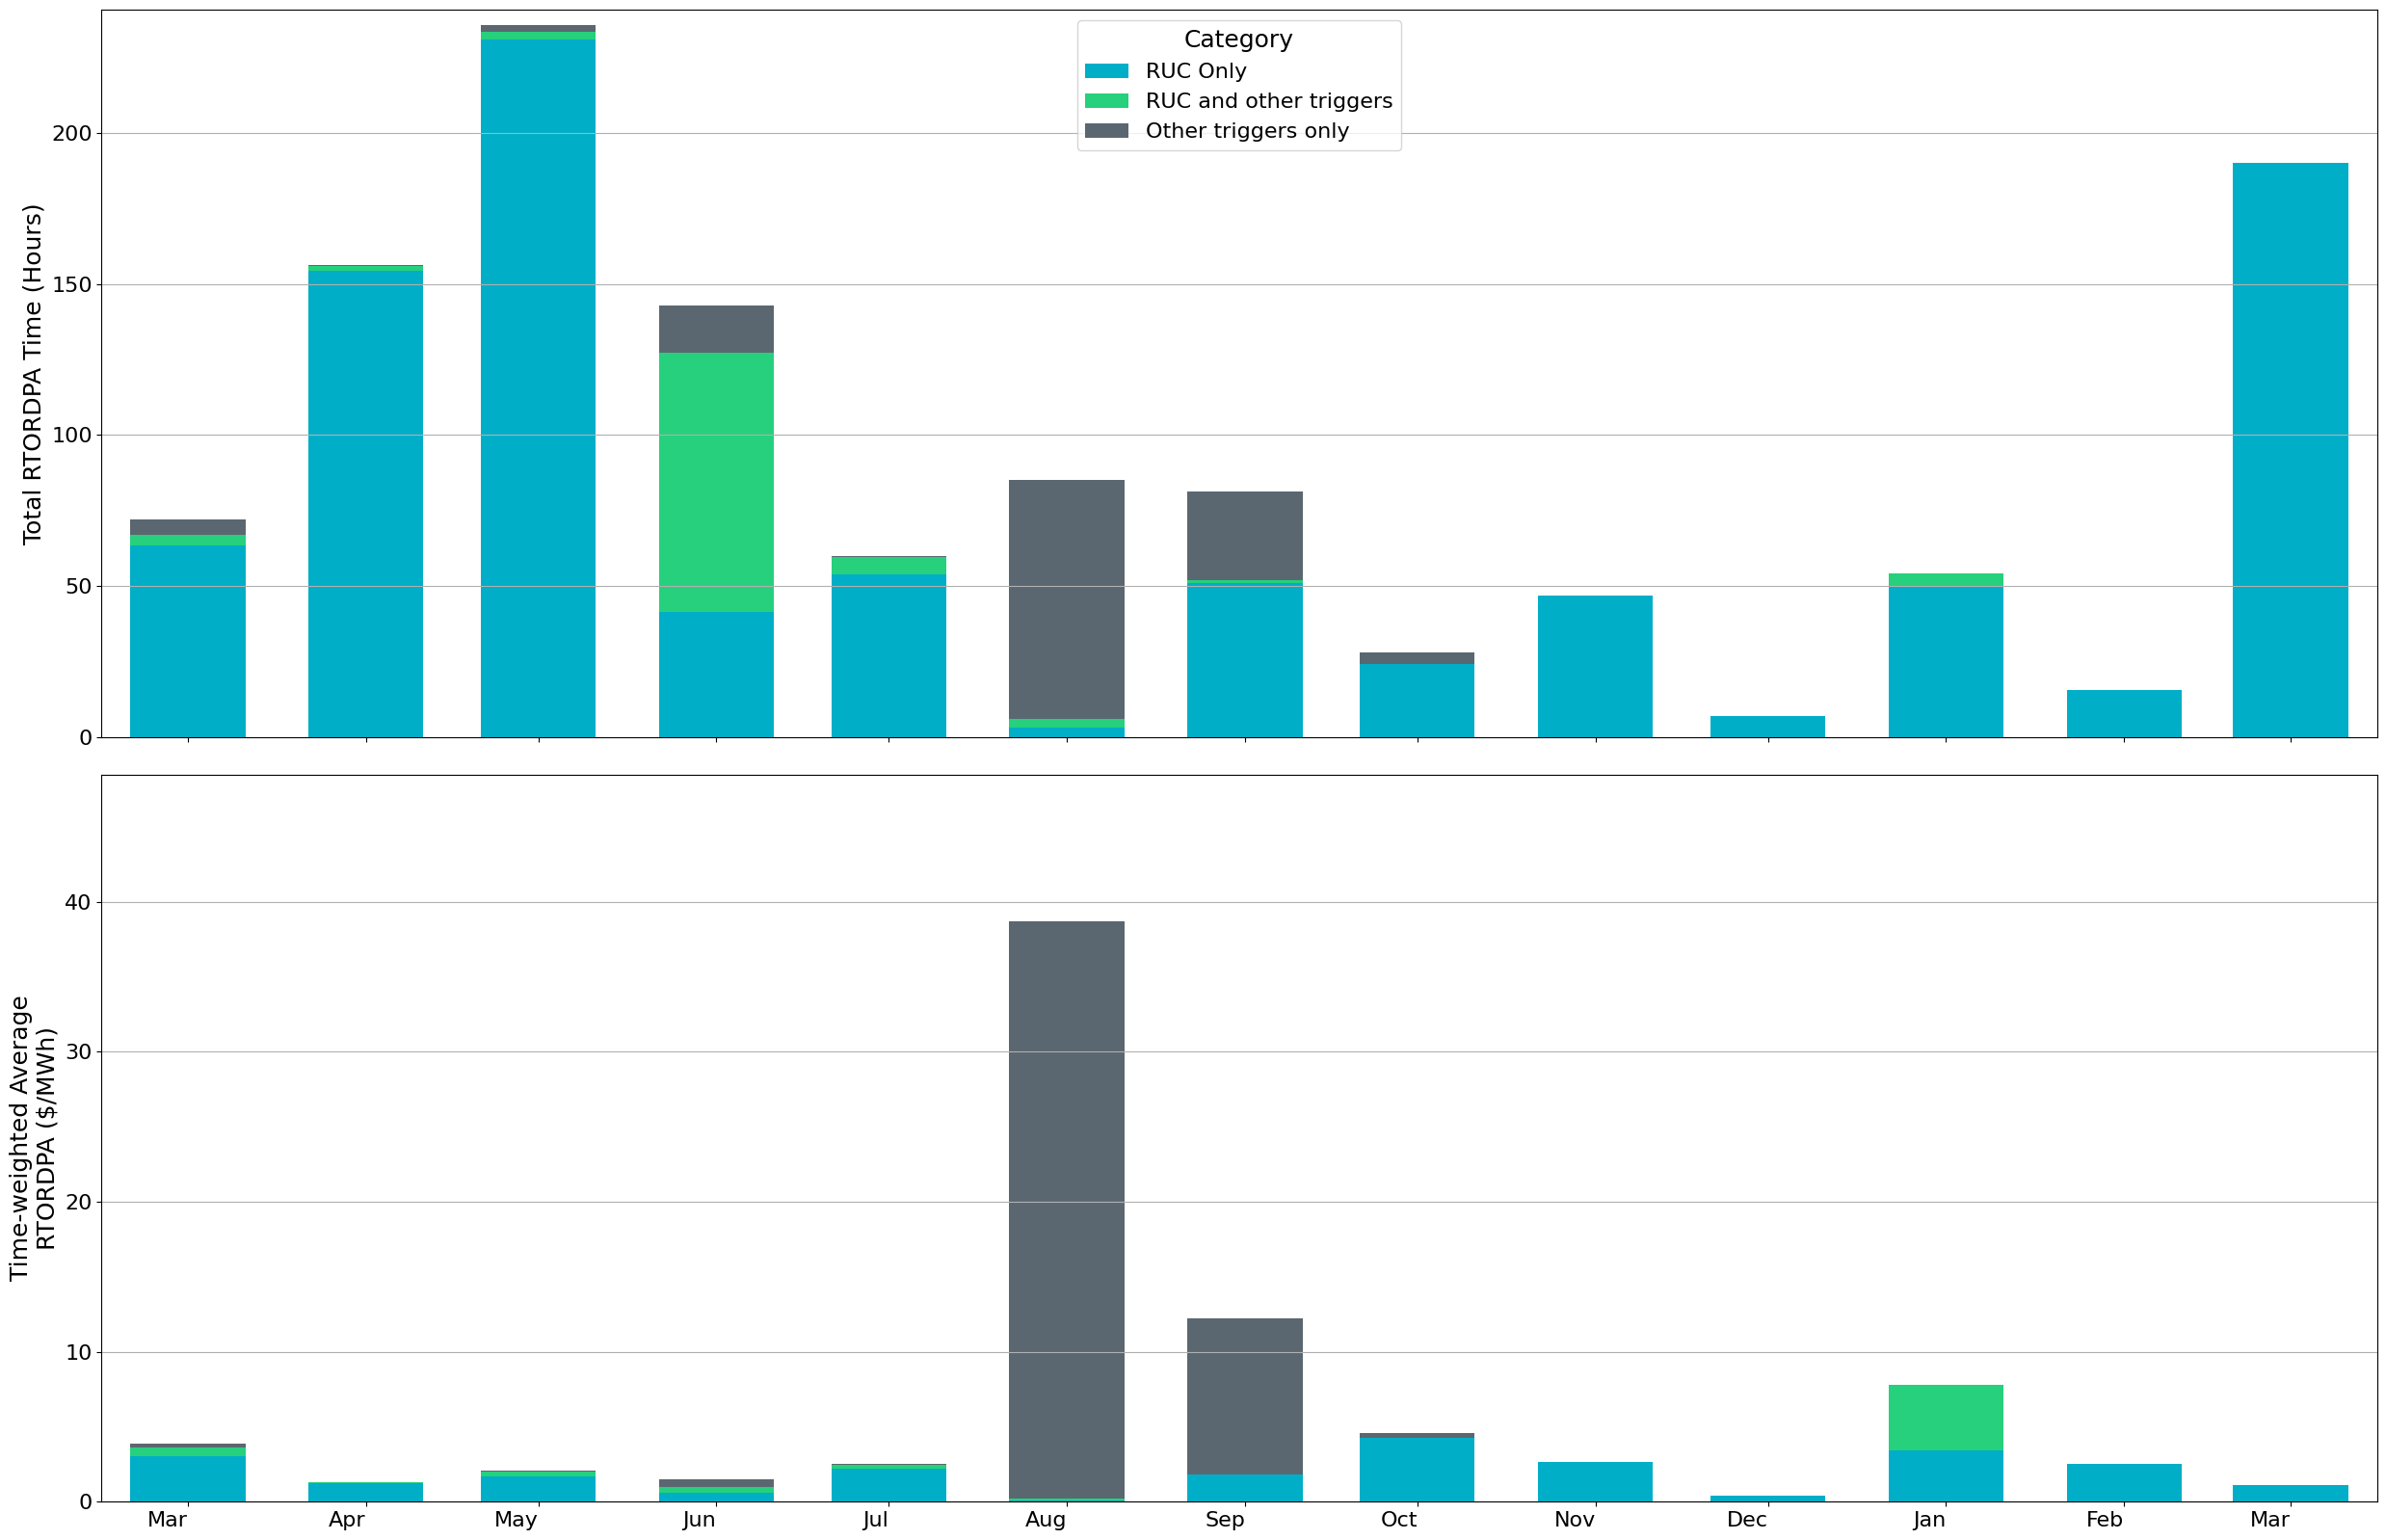 Category
RUC Only
RUC and other triggers
Other triggers only
Total RTORDPA Time (Hours)
200
150
100
50
0
Time-weighted Average
RTORDPA ($/MWh)
40
30
20
10
0
Mar Apr May Jun Jul Aug Sep Oct Nov Dec Jan Feb Mar